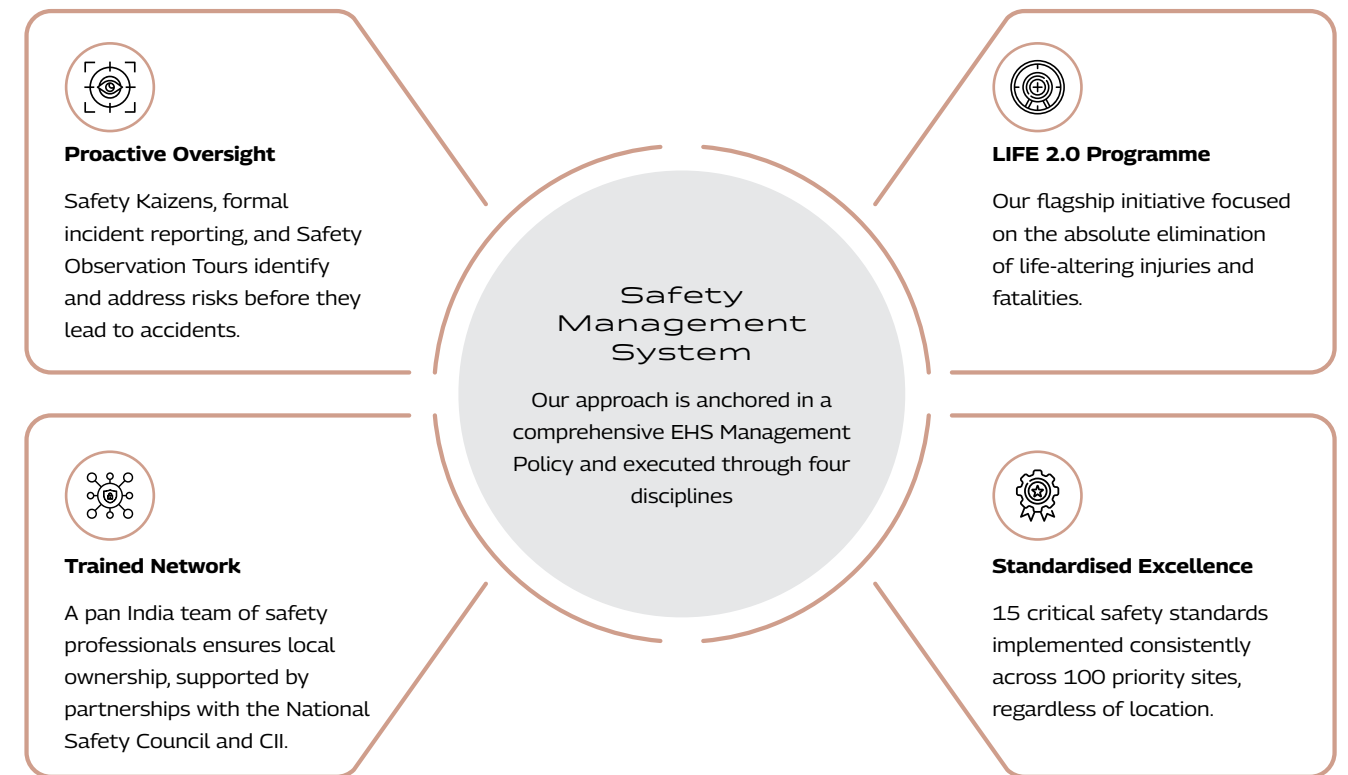 Proactive Oversight
Safety Kaizens, formal
incident reporting, and Safety
Observation Tours identify
and address risks before they
lead to accidents.
LIFE 2.0 Programme
Our flagship initiative focused
on the absolute elimination
of life-altering injuries and
fatalities.
Safety
Management
System
Our approach is anchored in a
comprehensive EHS Management
Policy and executed through four
disciplines
Trained Network
A pan India team of safety
professionals ensures local
ownership, supported by
partnerships with the National
Safety Council and CII.
Standardised Excellence
15 critical safety standards
implemented consistently
across 100 priority sites,
regardless of location.